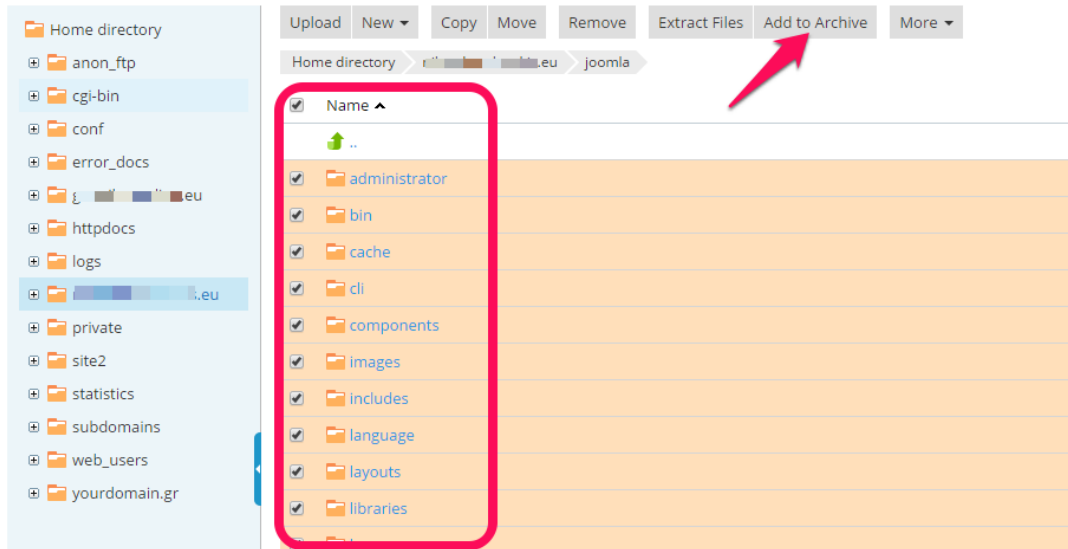 Home directory
anon_ftp
cgi-bin
conf
error_docs
.eu
httpdocs
logs
.eu
private
site2
statistics
subdomains
web_users
yourdomain.gr
Upload New Copy Move Remove Extract Files Add to Archive More
Home directory .eu joomla
Name
..
administrator
bin
cache
cli
components
images
includes
language
layouts
libraries